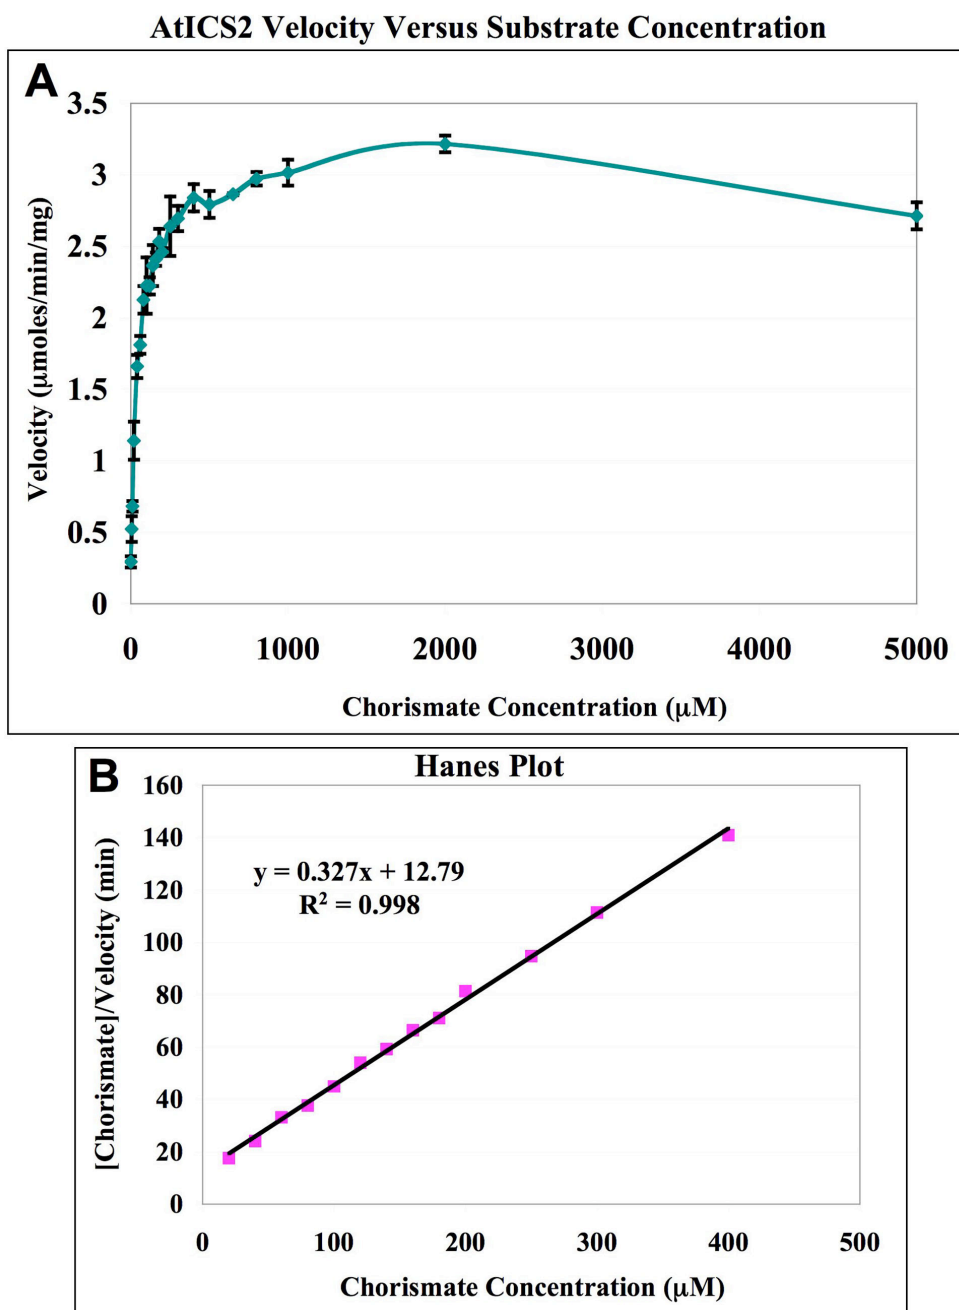 AtICS2 Velocity Versus Substrate Concentration
A
Velocity (μmoles/min/mg)
3.5
3
2.5
2
1.5
1
0.5
0
0 1000 2000 3000 4000 5000
Chorismate Concentration (μM)
B
Hanes Plot
[Chorismate]/Velocity (min)
160
140
120
100
80
60
40
20
0
y = 0.327x + 12.79
R² = 0.998
0 100 200 300 400 500
Chorismate Concentration (μM)